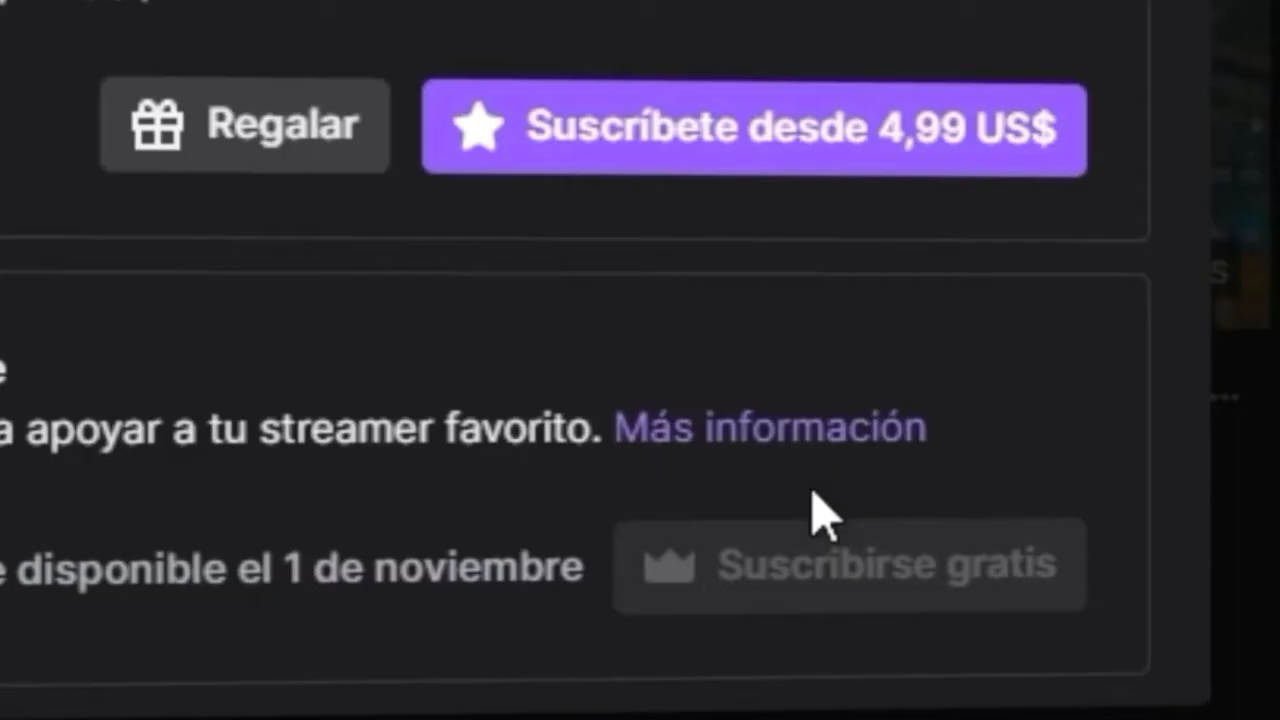 Regalar
Suscríbete desde 4,99 US$
a apoyar a tu streamer favorito. Más información
disponible el 1 de noviembre
Suscribirse gratis